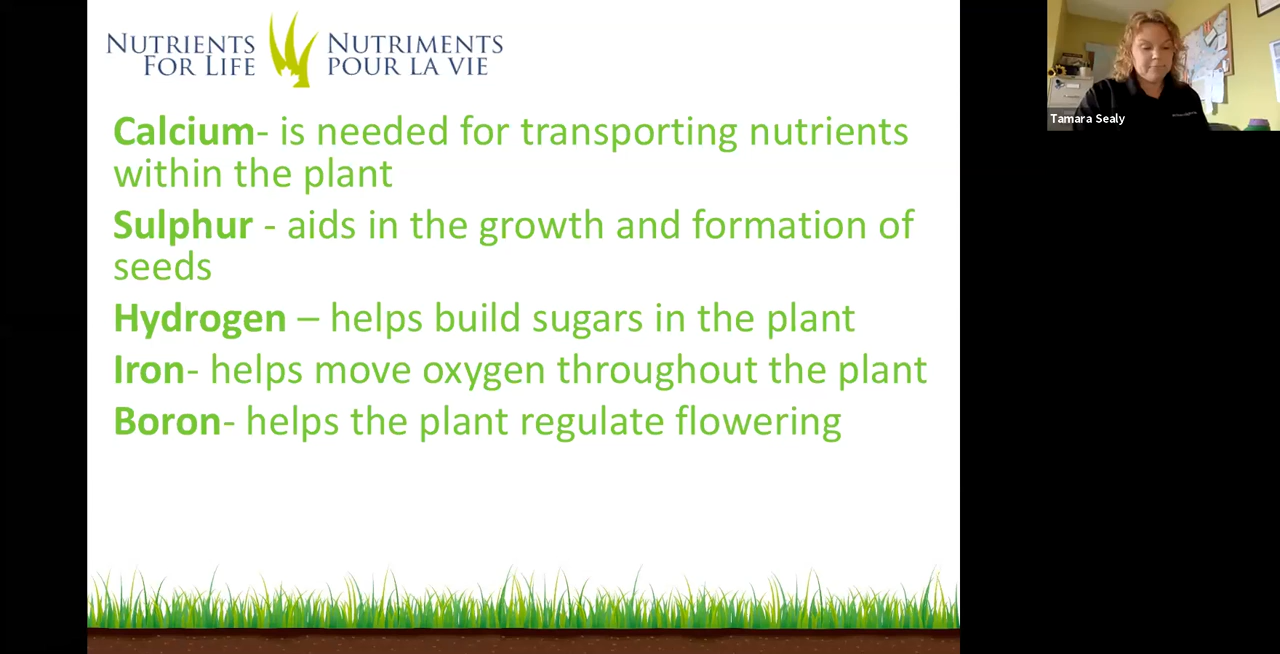 NUTRIENTS
FOR LIFE
NUTRIMENTS
POUR LA VIE
Calcium- is needed for transporting nutrients
within the plant
Sulphur - aids in the growth and formation of
seeds
Hydrogen – helps build sugars in the plant
Iron- helps move oxygen throughout the plant
Boron- helps the plant regulate flowering
Tamara Sealy